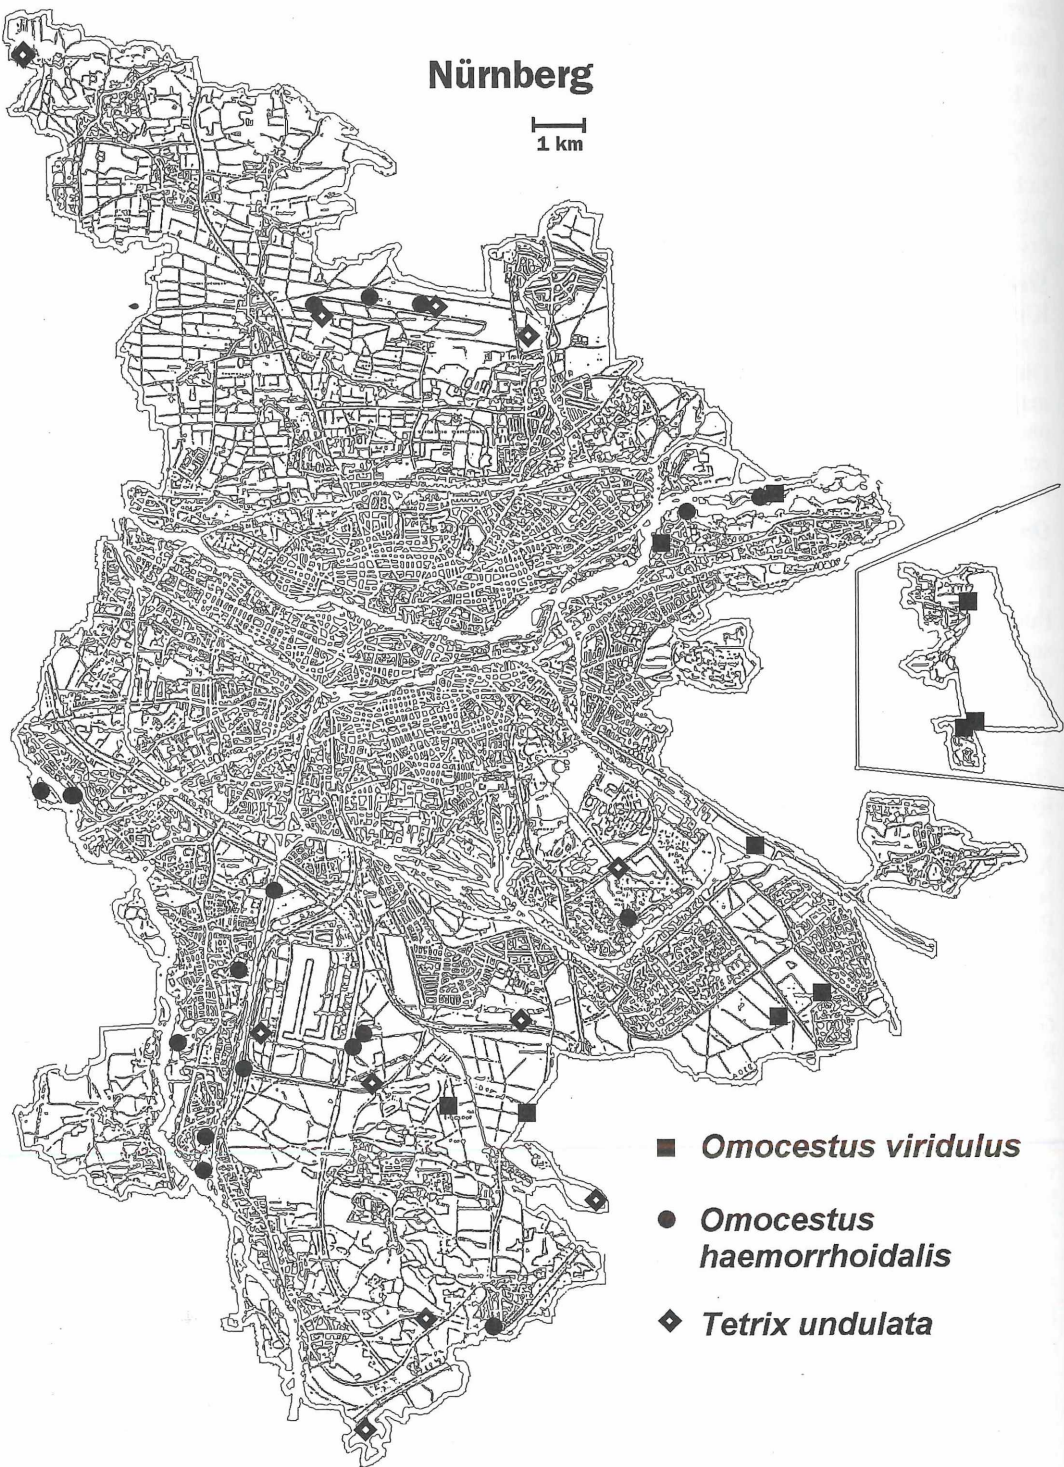 Nürnberg
1 km
Omocestus viridulus
Omocestus
haemorrhoidalis
Tetrix undulata